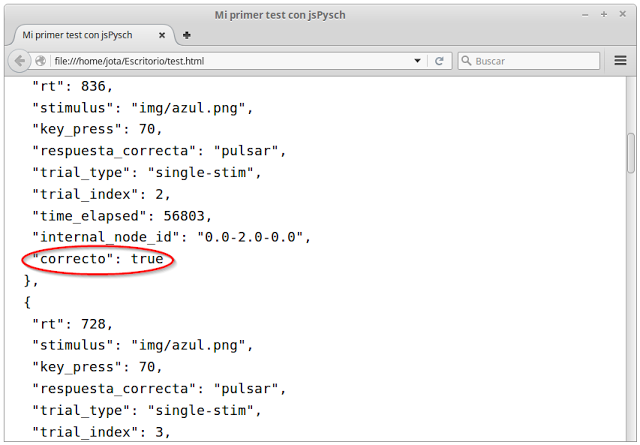 Mi primer test con jsPysch
Mi primer test con jsPysch
file:///home/jota/Escritorio/test.html
Buscar
"rt": 836,
"stimulus": "img/azul.png",
"key_press": 70,
"respuesta_correcta": "pulsar",
"trial_type": "single-stim",
"trial_index": 2,
"time_elapsed": 56803,
"internal_node_id": "0.0-2.0-0.0",
"correcto": true
},
{
"rt": 728,
"stimulus": "img/azul.png",
"key_press": 70,
"respuesta_correcta": "pulsar",
"trial_type": "single-stim",
"trial_index": 3,